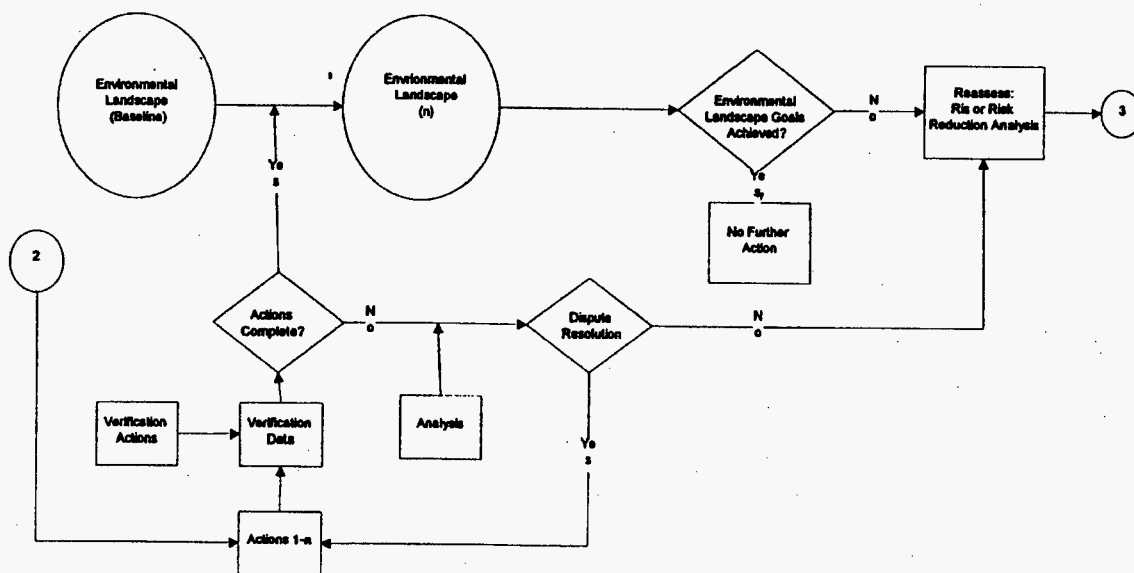 Environmental
Landscape
(Baseline)
Envrionmental
Landscape
(n)
Environmental
Landscape Goals
Achieved?
N
o
Reassess:
Ris or Risk
Reduction Analysis
3
Ye
s
Ye
s,
No Further
Action
2
Actions
Complete?
N
o
Dispute
Resolution
N
o
Verification
Actions
Verification
Data
Analysis
Ye
s
Actions 1-n